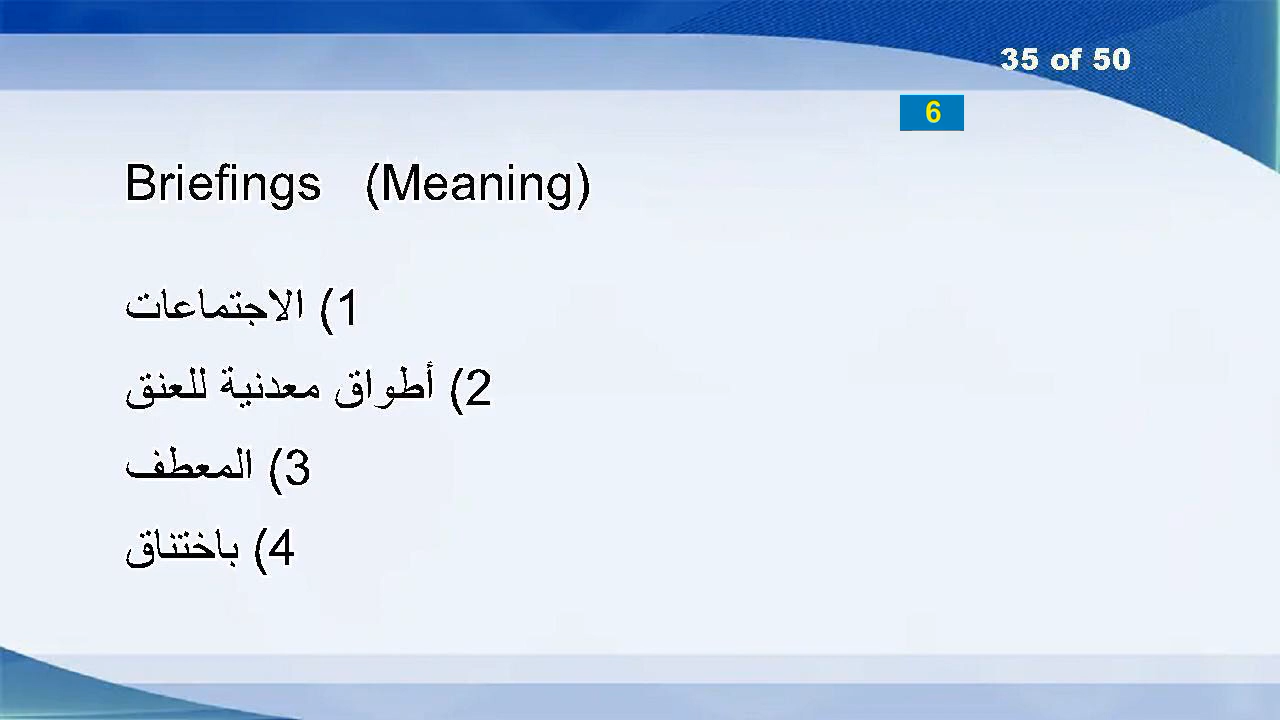 35 of 50
6
Briefings (Meaning)
1) الاجتماعات
2) أطواق معدنية للعنق
3) المعطف
4) باختناق